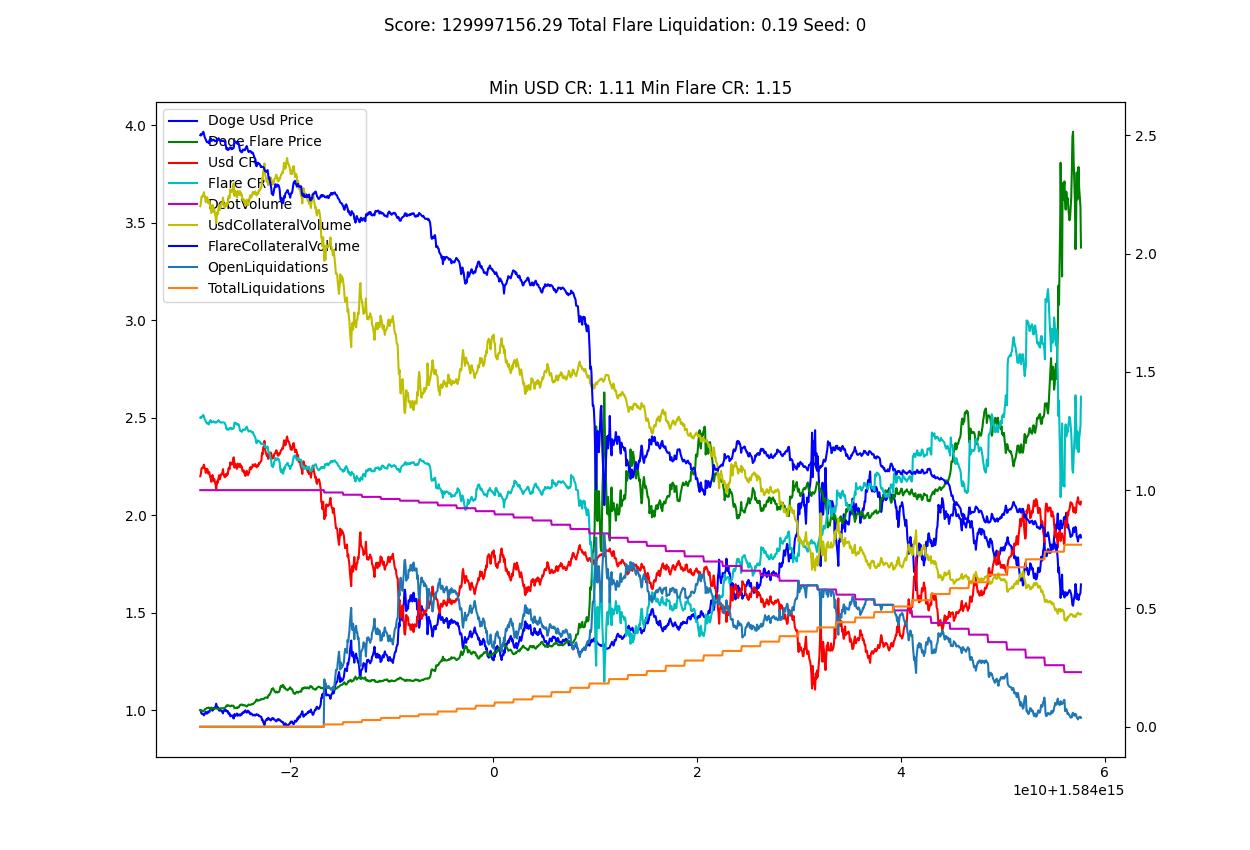 Score: 129997156.29 Total Flare Liquidation: 0.19 Seed: 0
Min USD CR: 1.11 Min Flare CR: 1.15
Doge Usd Price
Doge Flare Price
Usd CR
Flare CR
DebtVolume
UsdCollateralVolume
FlareCollateralVolume
OpenLiquidations
TotalLiquidations
4.0
3.5
3.0
2.5
2.0
1.5
1.0
2.5
2.0
1.5
1.0
0.5
0.0
−2
0
2
4
6
1e10+1.584e15